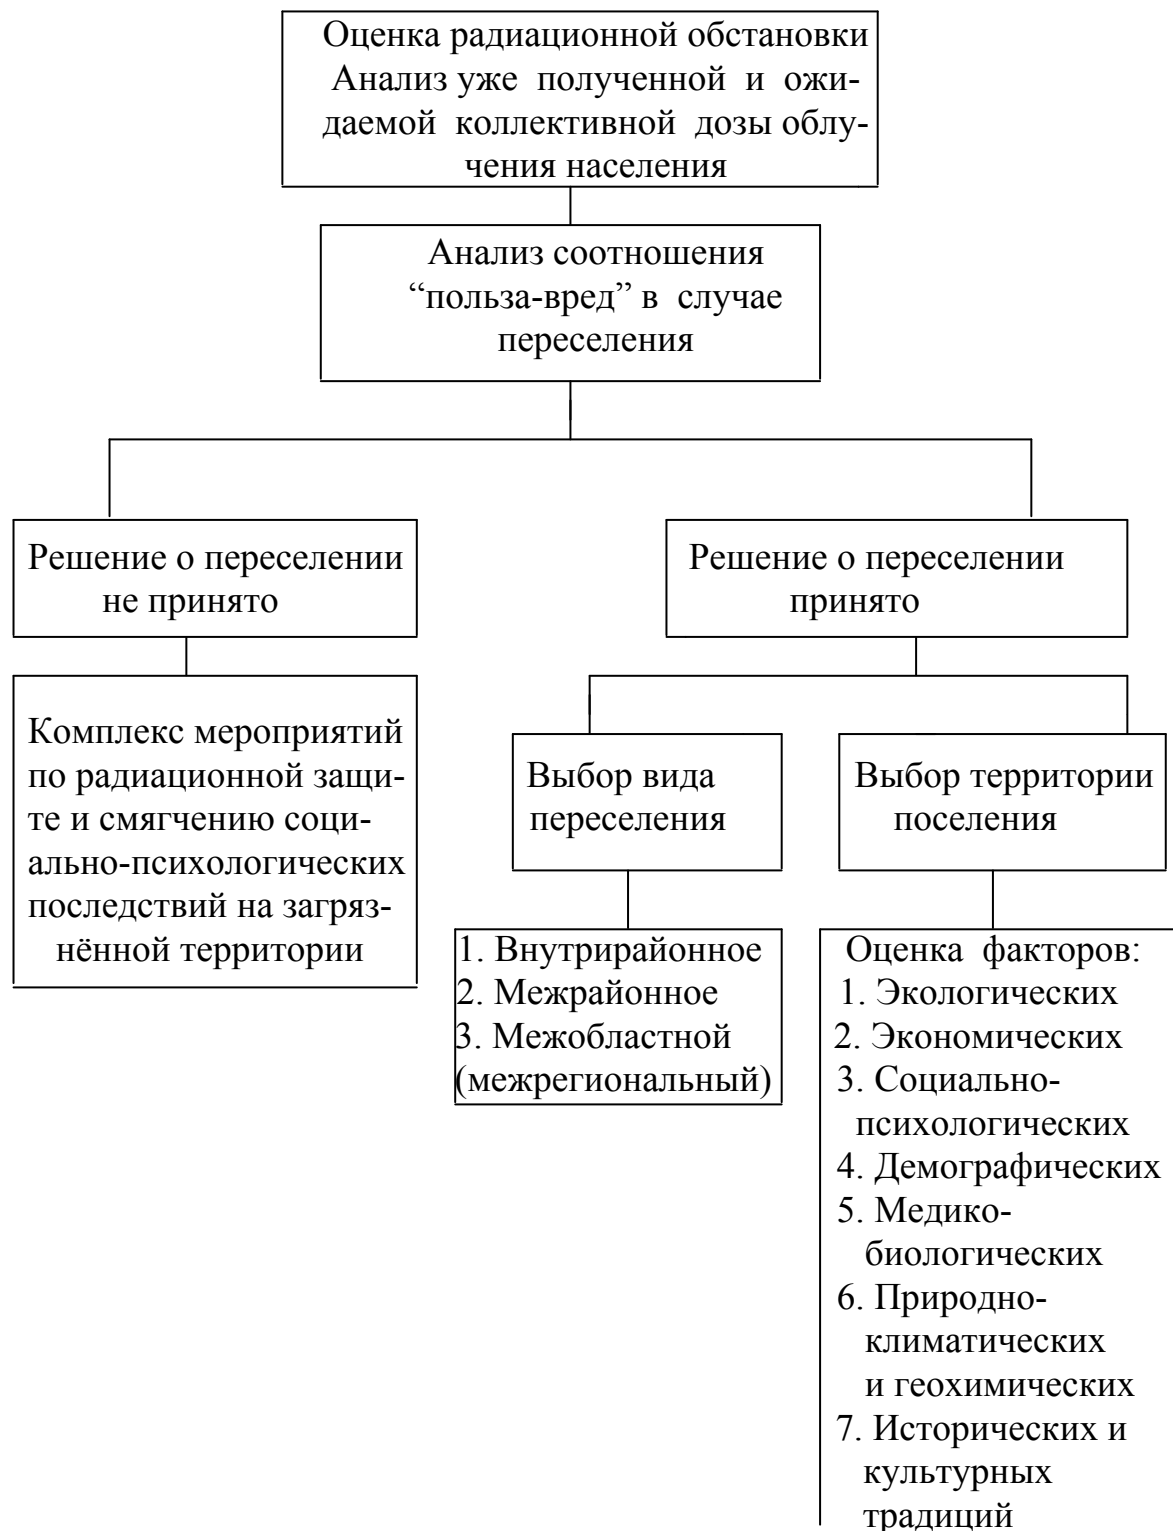 Оценка радиационной обстановки
Анализ уже полученной и ожи-
даемой коллективной дозы облу-
чения населения
Анализ соотношения
“польза-вред” в случае
переселения
Решение о переселении
не принято
Решение о переселении
принято
Комплекс мероприятий
по радиационной защи-
те и смягчению соци-
ально-психологических
последствий на загряз-
нённой территории
Выбор вида
переселения
Выбор территории
поселения
1. Внутрирайонное
2. Межрайонное
3. Межобластной
(межрегиональный)
Оценка факторов:
1. Экологических
2. Экономических
3. Социально-
психологических
4. Демографических
5. Медико-
биологических
6. Природно-
климатических
и геохимических
7. Исторических и
культурных
традиций